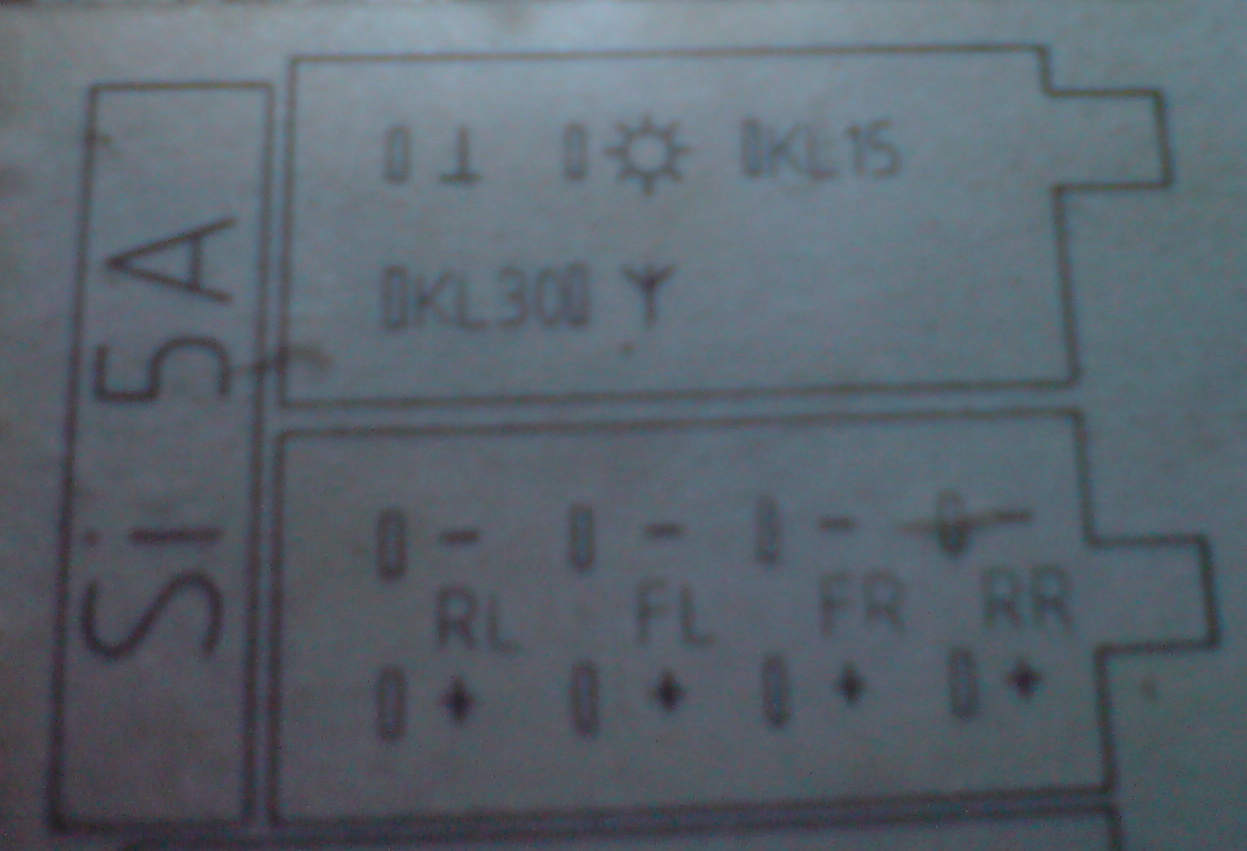 Si 5A
KL15
KL30
- - - -
RL FL FR RR
+ + + +